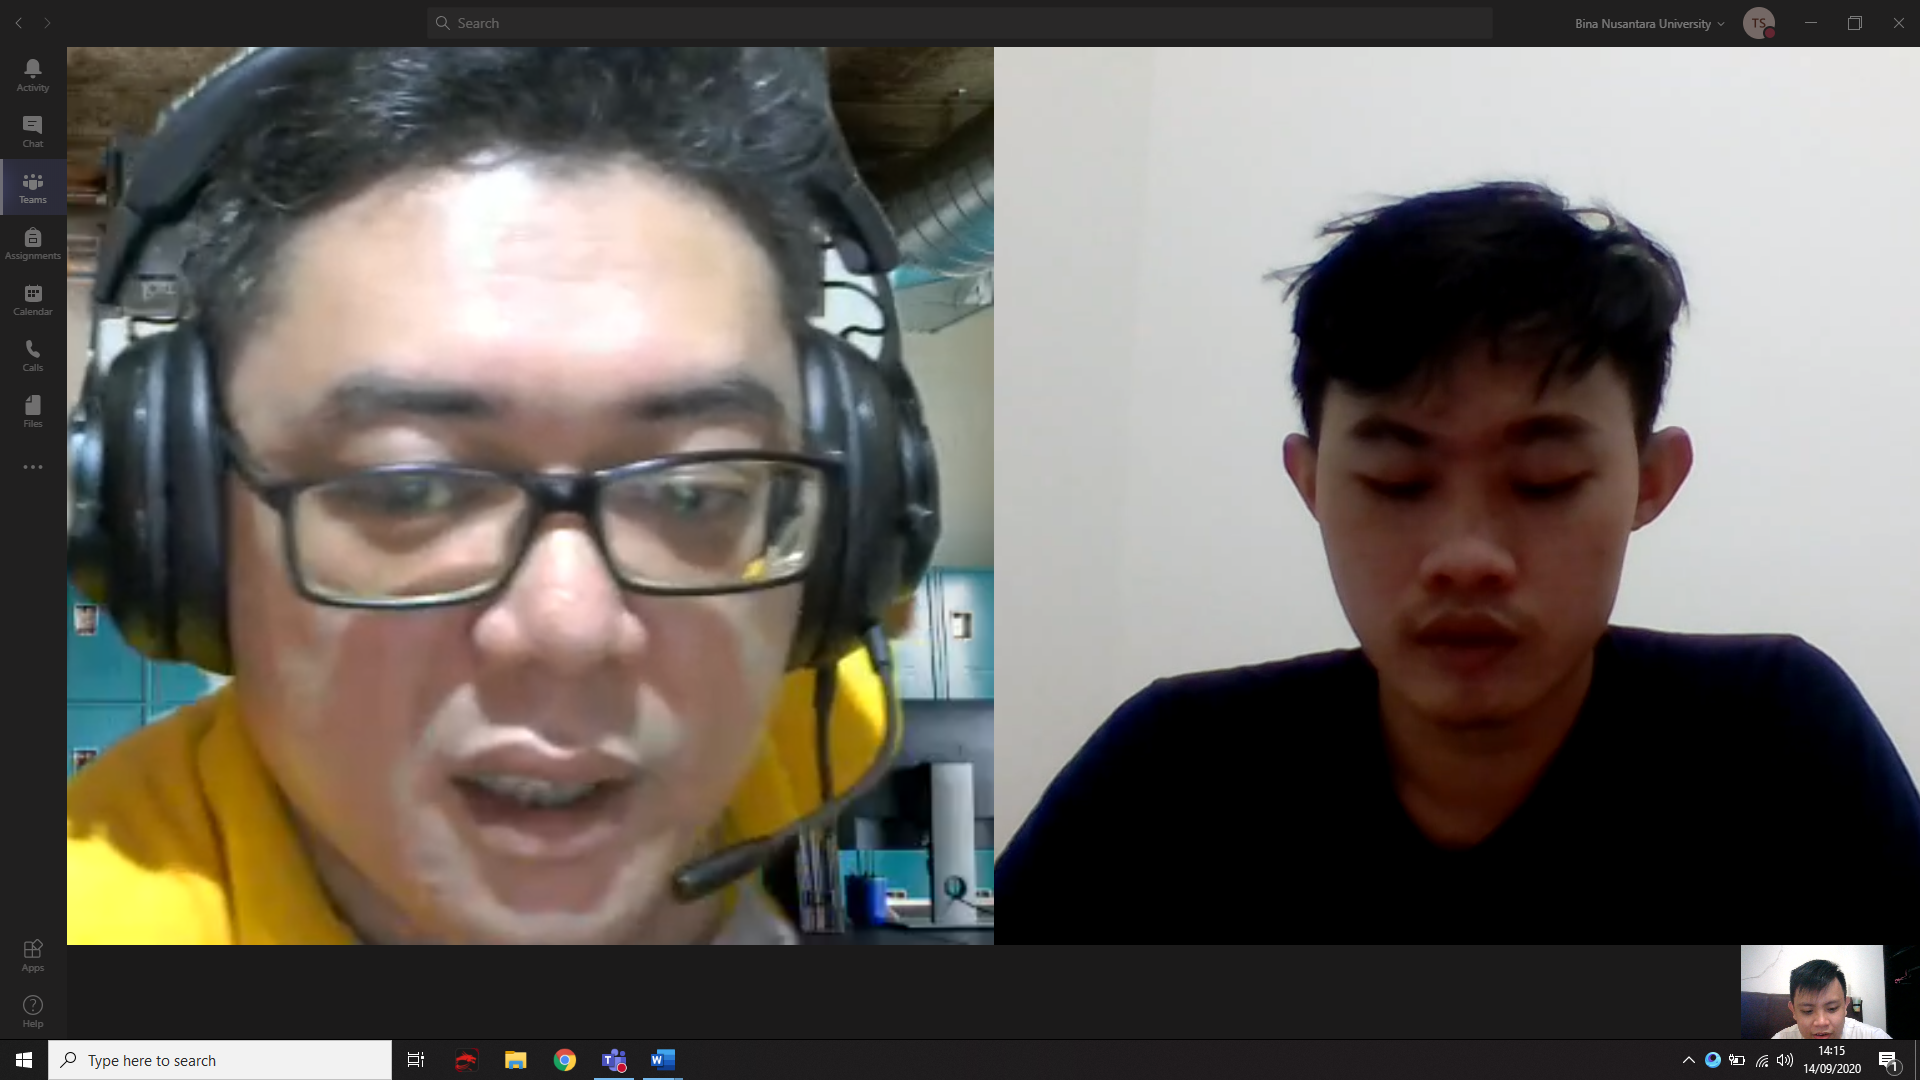 Search
Bina Nusantara University
TS
Activity
Chat
Teams
Assignments
Calendar
Calls
Files
Apps
Help
Type here to search
14:15
14/09/2020
1